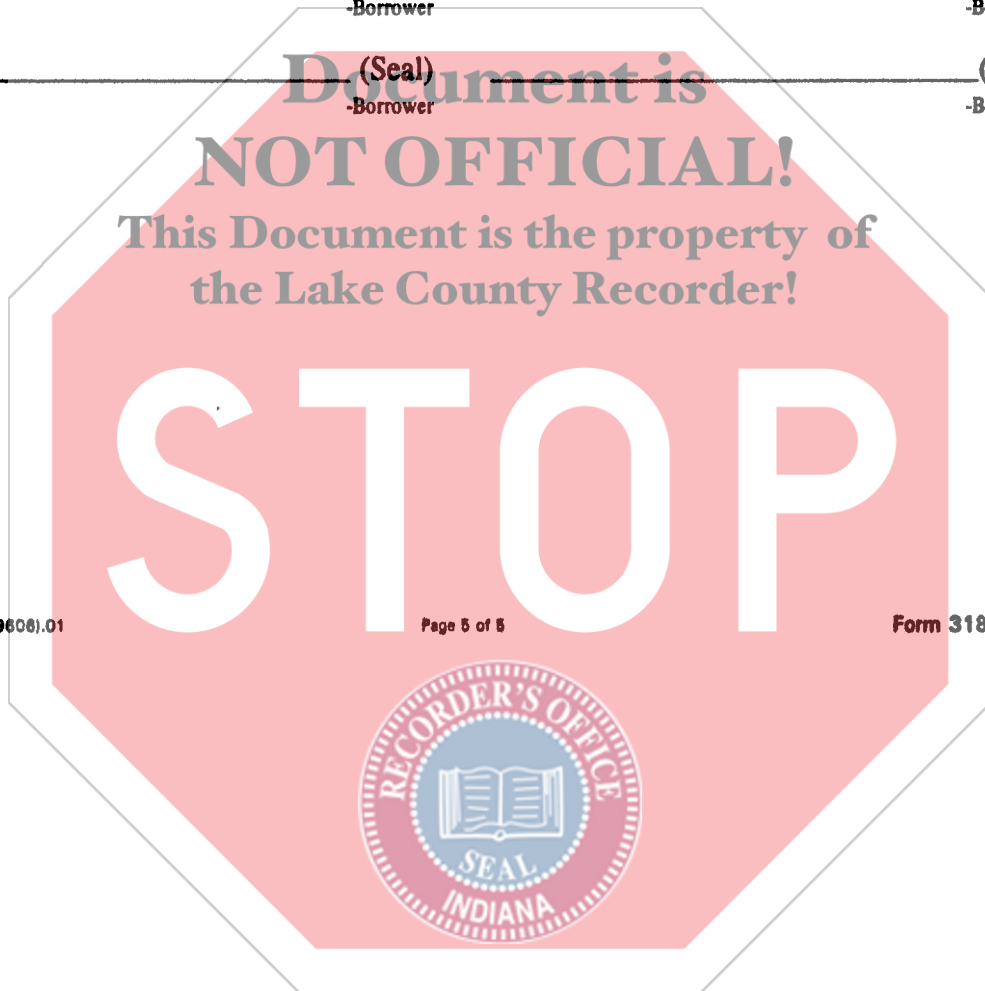 -Borrower
(Seal)
Document is
-Borrower
NOT OFFICIAL!
This Document is the property of
the Lake County Recorder!
STOP
Page 5 of 5
Form 318
RECORDER'S OFFICE
SEAL
INDIANA